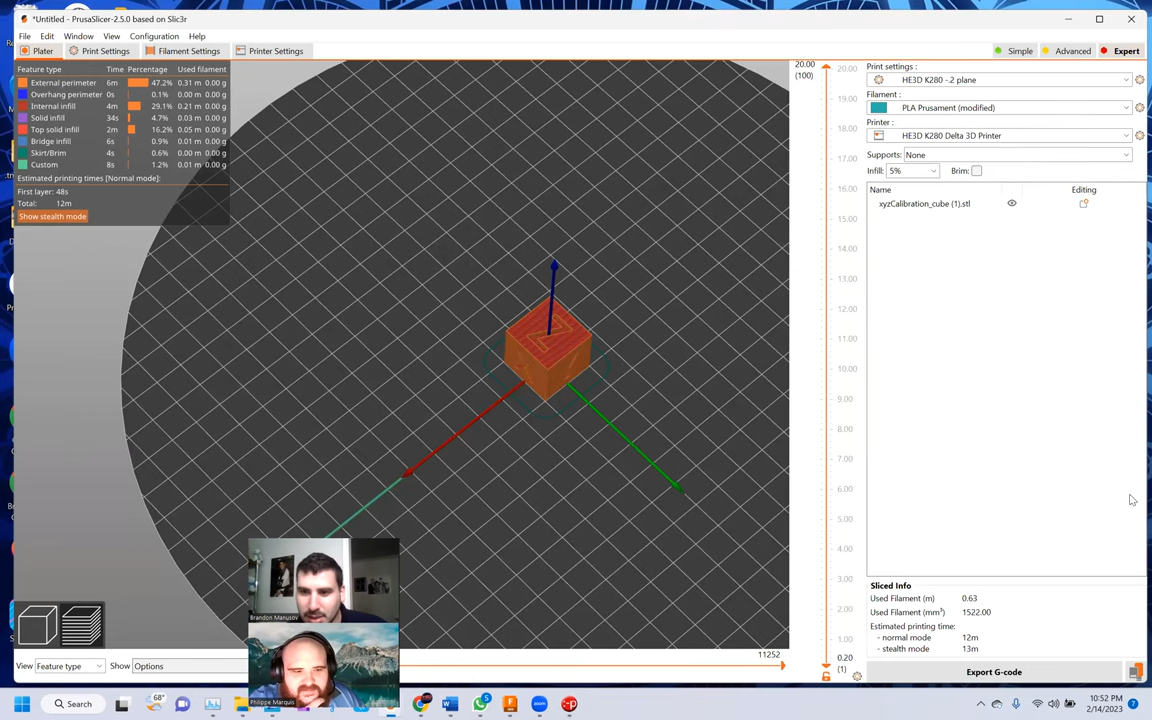 *Untitled - PrusaSlicer-2.5.0 based on Slic3r
File Edit Window View Configuration Help
Plater Print Settings Filament Settings Printer Settings Simple Advanced Expert
Feature type Time Percentage Used filament
External perimeter 6m 47.2% 0.31 m 0.00 g
Overhang perimeter 0s 0.1% 0.00 m 0.00 g
Internal infill 4m 29.1% 0.21 m 0.00 g
Solid infill 34s 4.7% 0.03 m 0.00 g
Top solid infill 2m 16.2% 0.05 m 0.00 g
Bridge infill 6s 0.9% 0.01 m 0.00 g
Skirt/Brim 4s 0.6% 0.01 m 0.00 g
Custom 8s 1.2% 0.01 m 0.00 g
Estimated printing times [Normal mode]:
First layer: 48s
Total: 12m
Show stealth mode
Z
20.00
(100)
20.00
19.00
18.00
17.00
16.00
15.00
14.00
13.00
12.00
11.00
10.00
9.00
8.00
7.00
6.00
5.00
4.00
3.00
2.00
1.00
0.20
(1)
Print settings :
HE3D K280 -.2 plane
Filament :
PLA Prusament (modified)
Printer :
HE3D K280 Delta 3D Printer
Supports: None
Infill: 5% Brim:
Name Editing
xyzCalibration_cube (1).stl
Sliced Info
Used Filament (m) 0.63
Used Filament (mm³) 1522.00
Estimated printing time:
- normal mode 12m
- stealth mode 13m
Export G-code
Brandon Manusov
Philippe Marquis
11252
View Feature type Show Options
68°
Search
5
10:52 PM
2/14/2023
7